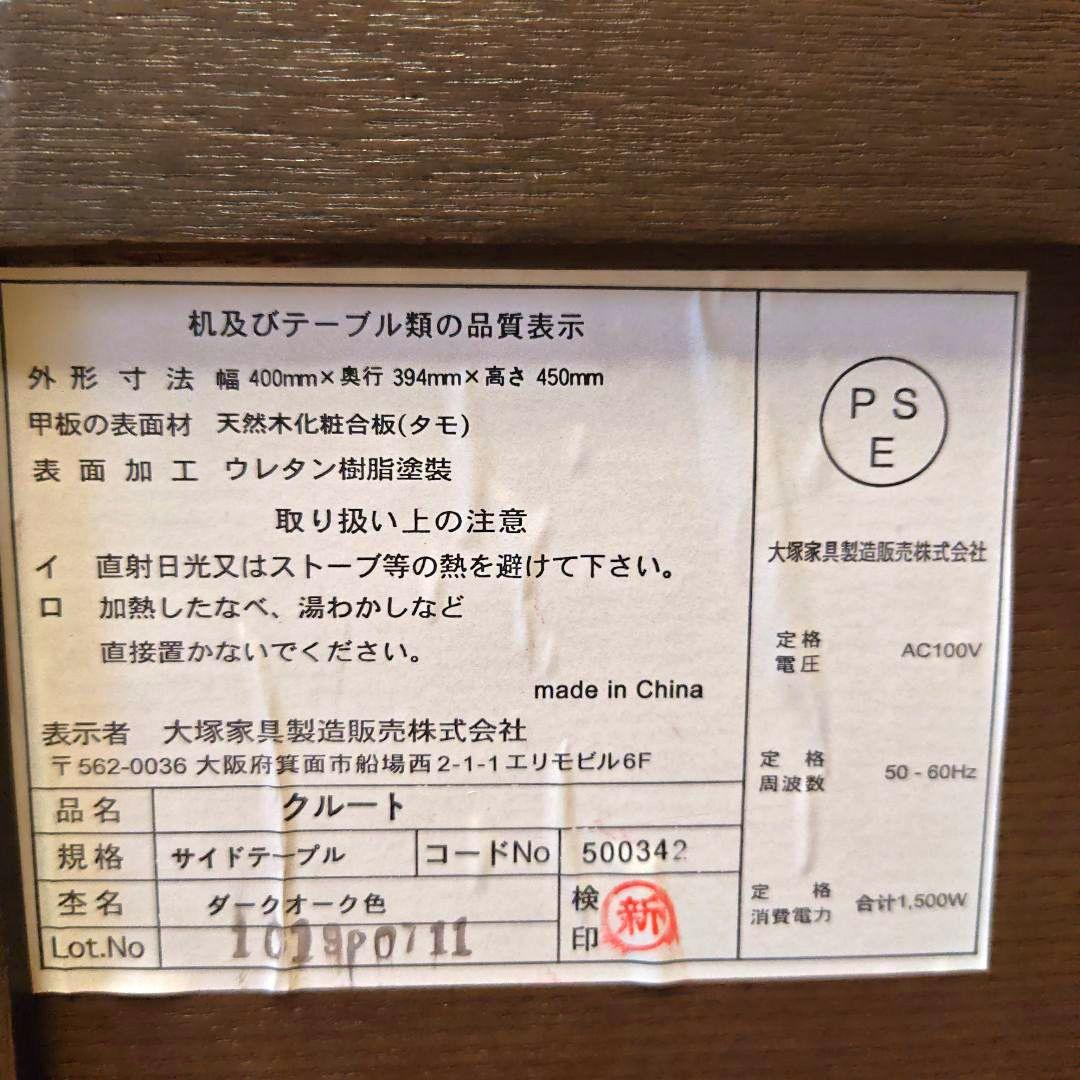 机及びテーブル類の品質表示
外形寸法 幅 400mm×奥行 394mm×高さ 450mm
甲板の表面材 天然木化粧合板(タモ)
表面加工 ウレタン樹脂塗裝
取り扱い上の注意
イ 直射日光又はストーブ等の熱を避けて下さい。
ロ 加熱したなべ、湯わかしなど
直接置かないでください。
made in China
表示者 大塚家具製造販売株式会社
〒562-0036 大阪府箕面市船場西2-1-1エリモビル6F
品名 クルート
規格 サイドテーブル コードNo 500342
杢名 ダークオーク色
Lot.No
検印 新
PSE
大塚家具製造販売株式会社
定格電圧 AC100V
定格周波数 50-60Hz
定格消費電力 合计1,500W